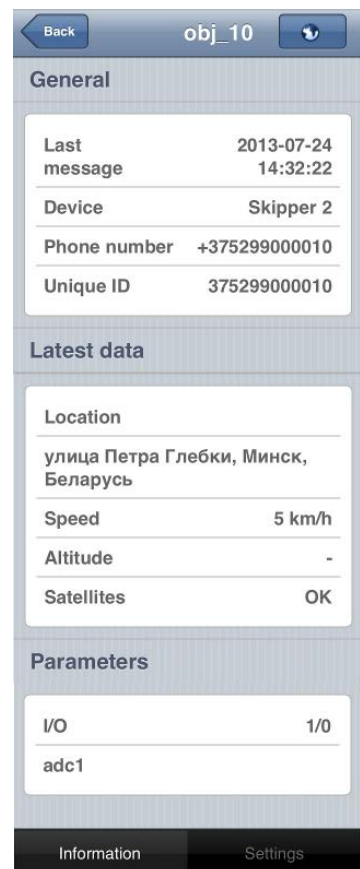 Back obj_10
General
Last 2013-07-24
message 14:32:22
Device Skipper 2
Phone number +375299000010
Unique ID 375299000010
Latest data
Location
улица Петра Глебки, Минск,
Беларусь
Speed 5 km/h
Altitude -
Satellites OK
Parameters
I/O 1/0
adc1
Information Settings